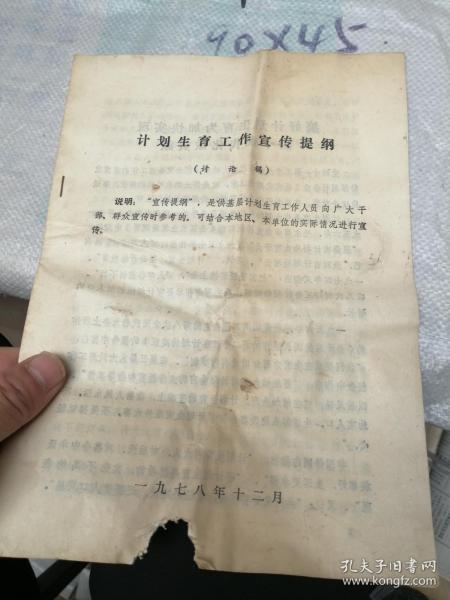 90X45
计划生育工作宣传提纲
(讨论稿)
说明："宣传提纲"，是供基层计划生育工作人员向广大干
部、群众宣传时参考的，可结合本地区、本单位的实际情况进行宣
传。
一九七八年十二月
孔夫子旧书网
www.kongfz.com